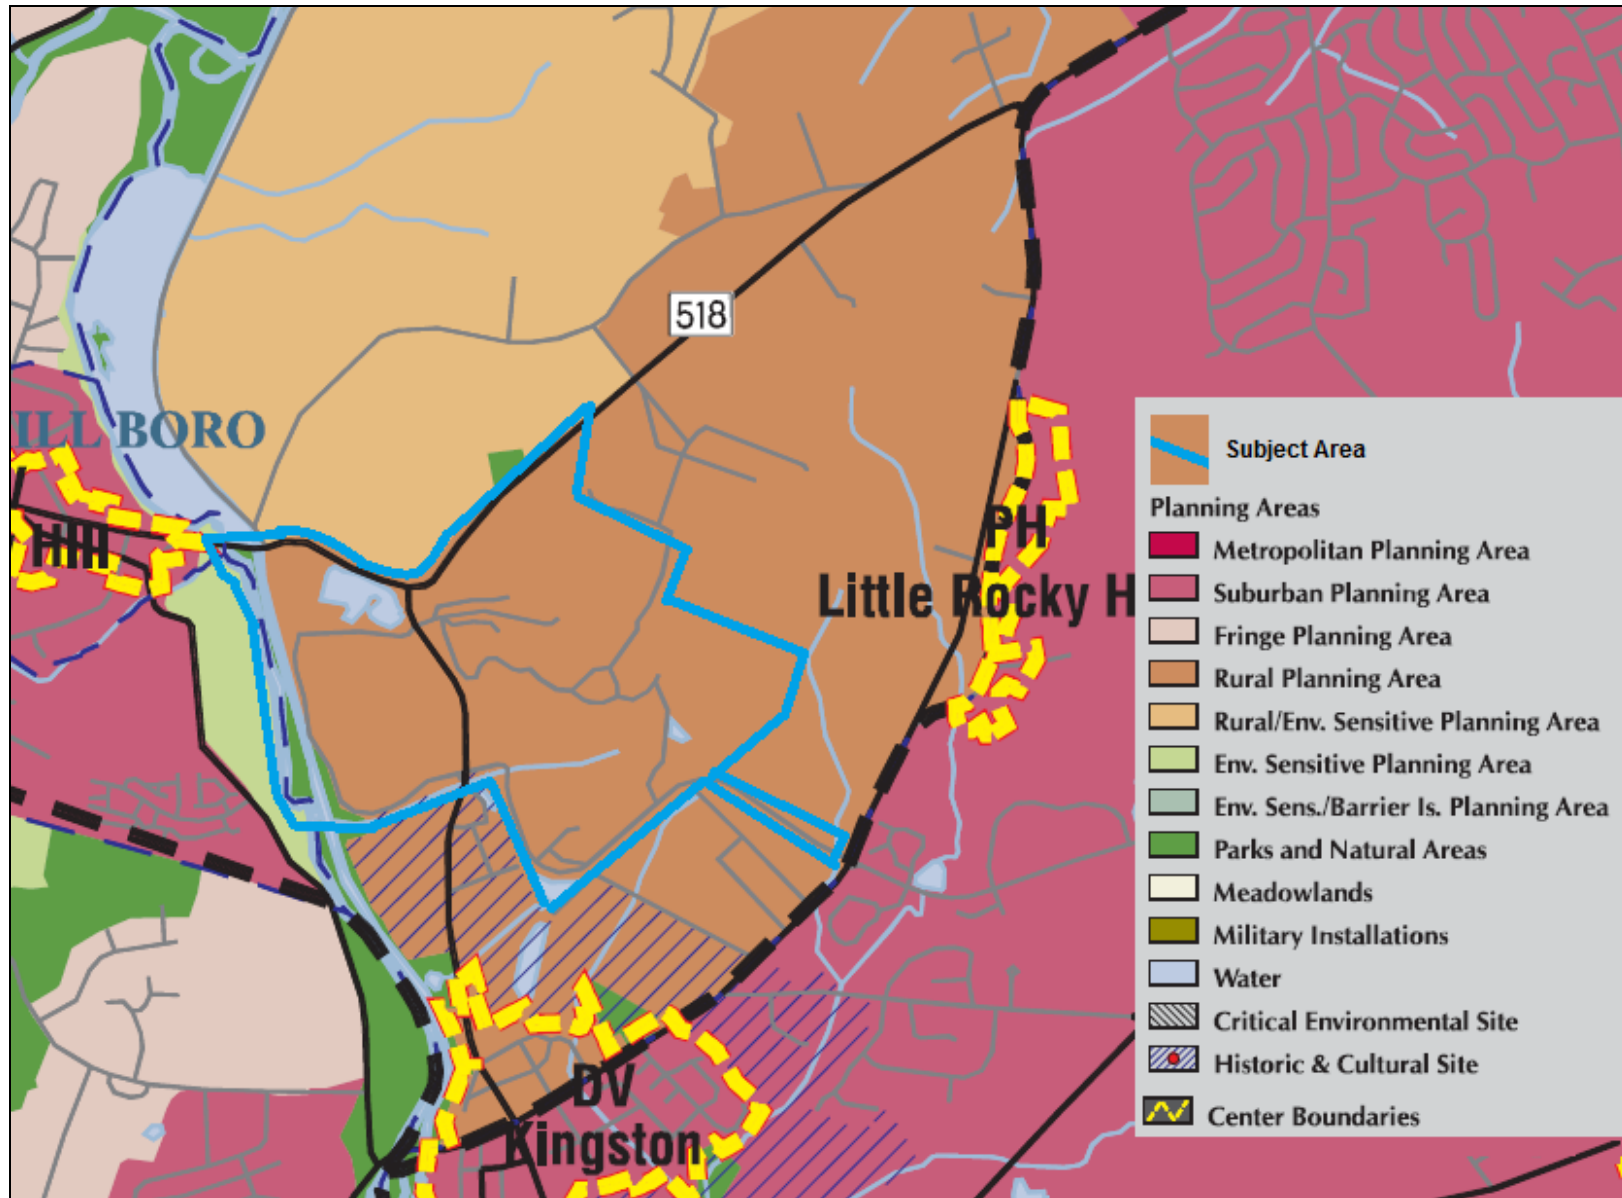 518
ILL BORO
Hill
PH
Little Rocky H
DV
Kingston
Subject Area
Planning Areas
Metropolitan Planning Area
Suburban Planning Area
Fringe Planning Area
Rural Planning Area
Rural/Env. Sensitive Planning Area
Env. Sensitive Planning Area
Env. Sens./Barrier Is. Planning Area
Parks and Natural Areas
Meadowlands
Military Installations
Water
Critical Environmental Site
Historic & Cultural Site
Center Boundaries